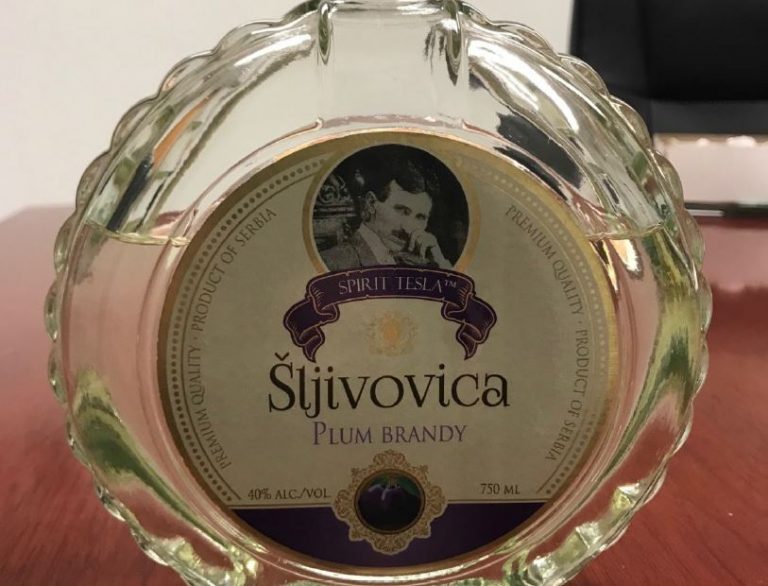 PREMIUM QUALITY · PRODUCT OF SERBIA
PREMIUM QUALITY · PRODUCT OF SERBIA
SPIRIT TESLA™
Šljivovica
PLUM BRANDY
40% ALC./VOL.
750 ML